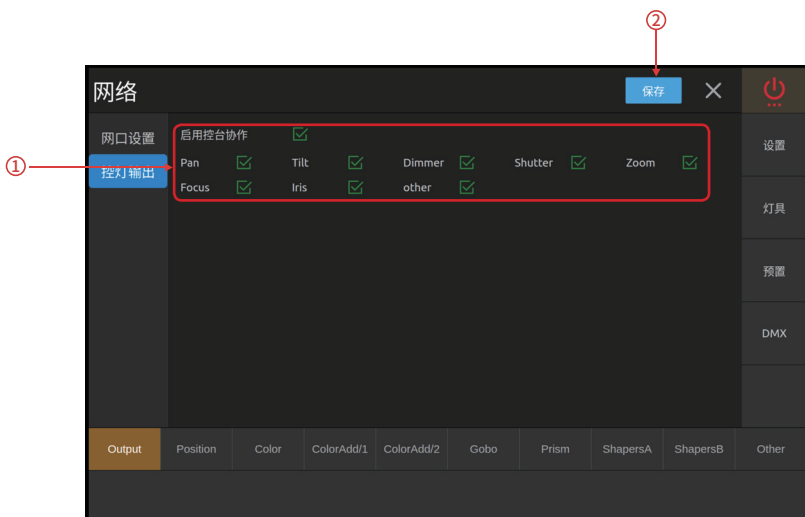 ②
网络
保存
①
网口设置
控灯输出
启用控台协作
Pan Tilt Dimmer Shutter Zoom
Focus Iris other
设置
灯具
预置
DMX
Output Position Color ColorAdd/1 ColorAdd/2 Gobo Prism ShapersA ShapersB Other